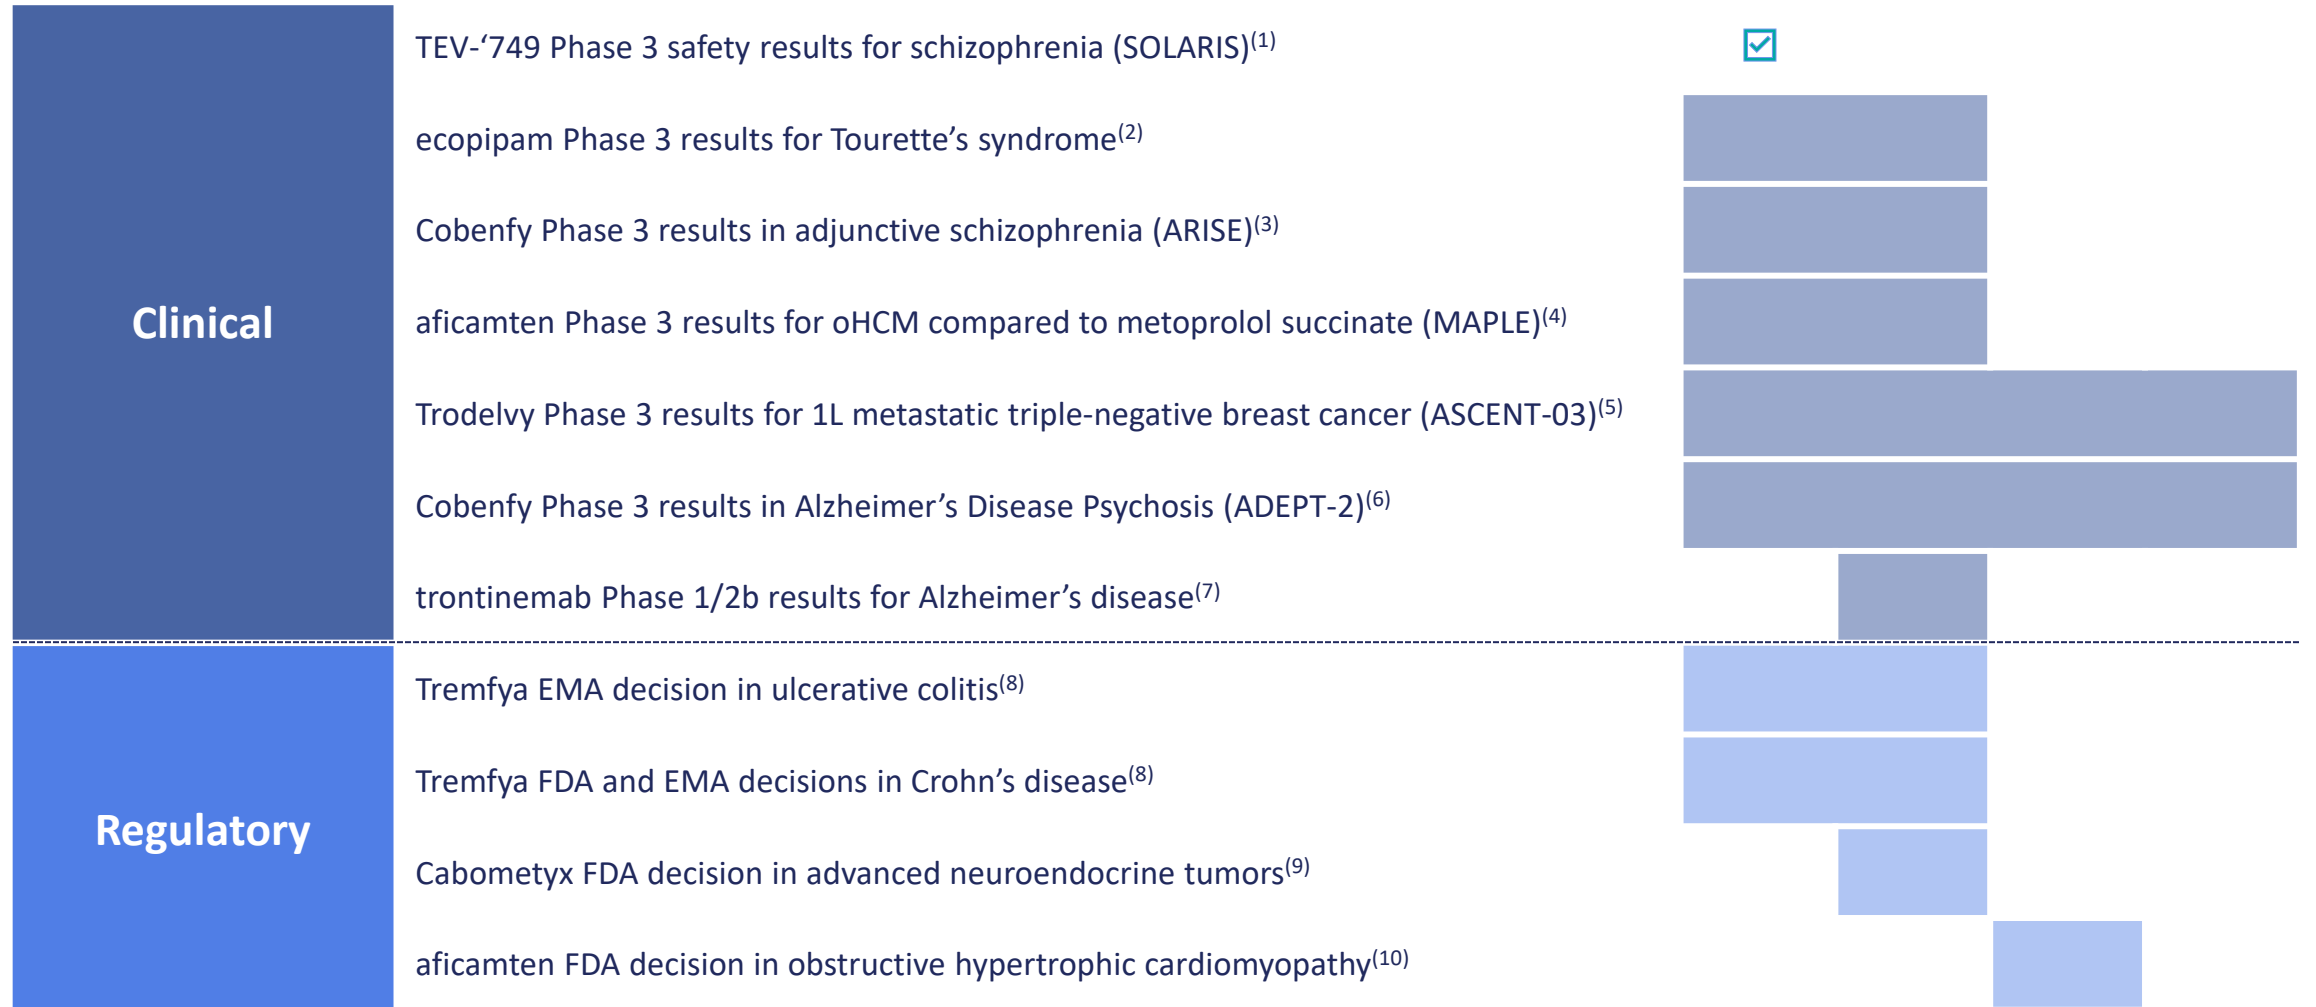 TEV-‘749 Phase 3 safety results for schizophrenia (SOLARIS)(1)
ecopipam Phase 3 results for Tourette’s syndrome(2)
Cobenfy Phase 3 results in adjunctive schizophrenia (ARISE)(3)
Clinical
aficamten Phase 3 results for oHCM compared to metoprolol succinate (MAPLE)(4)
Trodelvy Phase 3 results for 1L metastatic triple-negative breast cancer (ASCENT-03)(5)
Cobenfy Phase 3 results in Alzheimer’s Disease Psychosis (ADEPT-2)(6)
trontinemab Phase 1/2b results for Alzheimer’s disease(7)
Tremfya EMA decision in ulcerative colitis(8)
Tremfya FDA and EMA decisions in Crohn’s disease(8)
Regulatory
Cabometyx FDA decision in advanced neuroendocrine tumors(9)
aficamten FDA decision in obstructive hypertrophic cardiomyopathy(10)